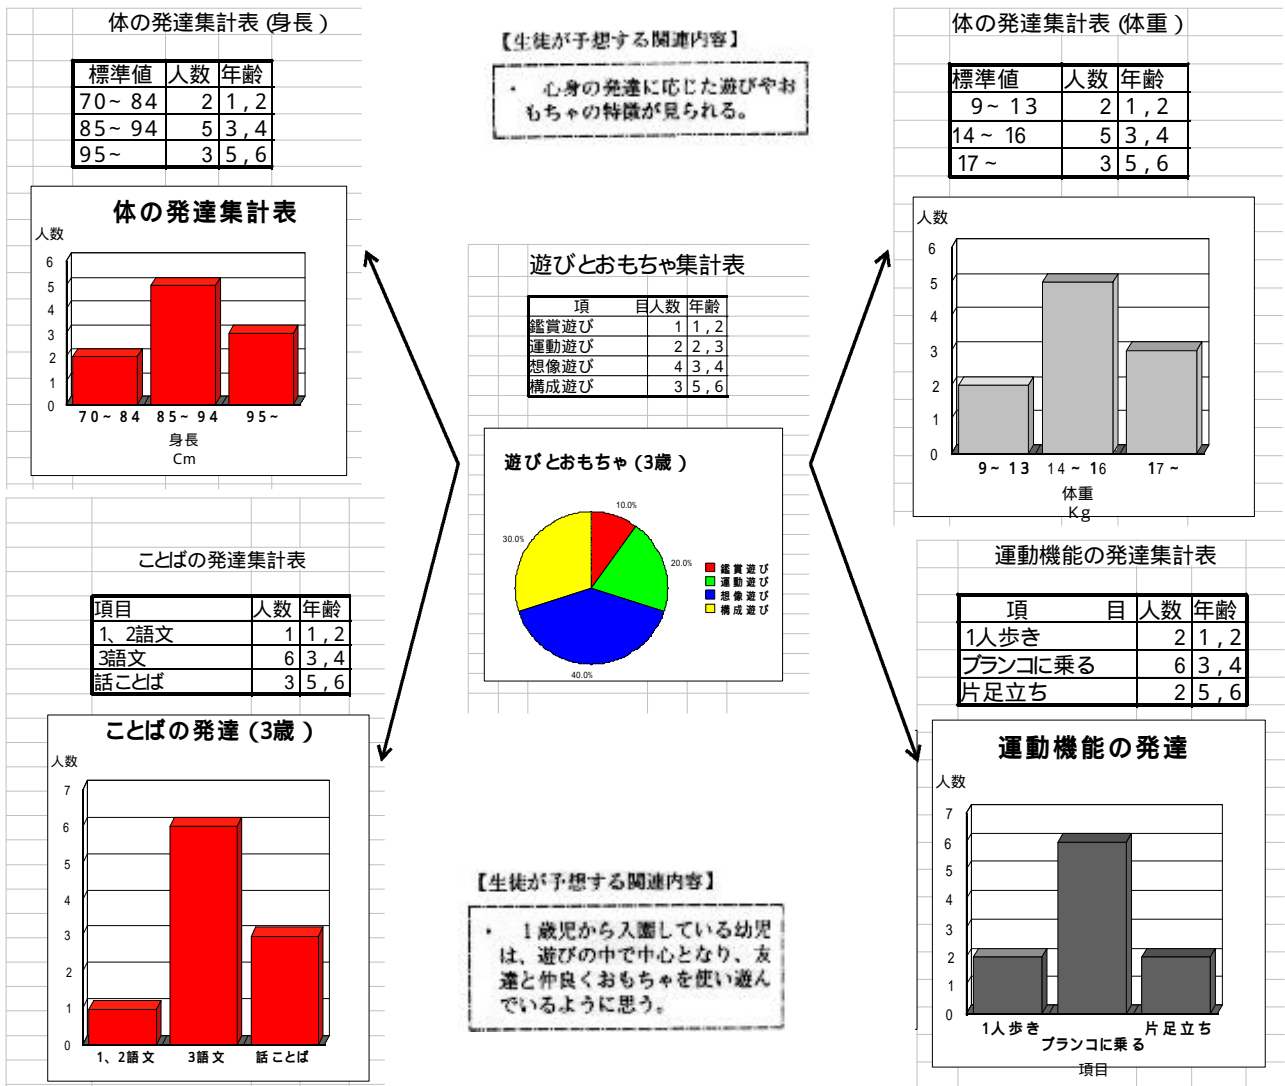 体の発達集計表(身長)
標準値 人数 年齢
70~ 84 2 1,2
85~ 94 5 3,4
95~ 3 5,6
体の発達集計表
人数
6
5
4
3
2
1
0
70~ 84 85~ 94 95~
身長
Cm
【生徒が予想する関連内容】
・ 心身の発達に応じた遊びやお
もちゃの特徴が見られる。
体の発達集計表(体重)
標準値 人数 年齢
9~ 13 2 1,2
14~ 16 5 3,4
17~ 3 5,6
人数
6
5
4
3
2
1
0
9~ 13 14~ 16 17~
体重
Kg
遊びとおもちゃ集計表
項 目 人数 年齢
鑑賞遊び 1 1,2
運動遊び 2 2,3
想像遊び 4 3,4
構成遊び 3 5,6
遊びとおもちゃ(3歳)
10.0%
20.0%
40.0%
30.0%
鑑賞遊び
運動遊び
想像遊び
構成遊び
ことばの発達集計表
項目 人数 年齢
1、2語文 1 1,2
3語文 6 3,4
話ことば 3 5,6
ことばの発達(3歳)
人数
7
6
5
4
3
2
1
0
1、2語文 3語文 話ことば
【生徒が予想する関連内容】
・ 1歳児から入園している幼児
は、遊びの中で中心となり、友
達と仲良くおもちゃを使い遊ん
でいるように思う。
運動機能の発達集計表
項 目 人数 年齢
1人歩き 2 1,2
ブランコに乗る 6 3,4
片足立ち 2 5,6
運動機能の発達
人数
7
6
5
4
3
2
1
0
1人歩き ブランコに乗る 片足立ち
項目